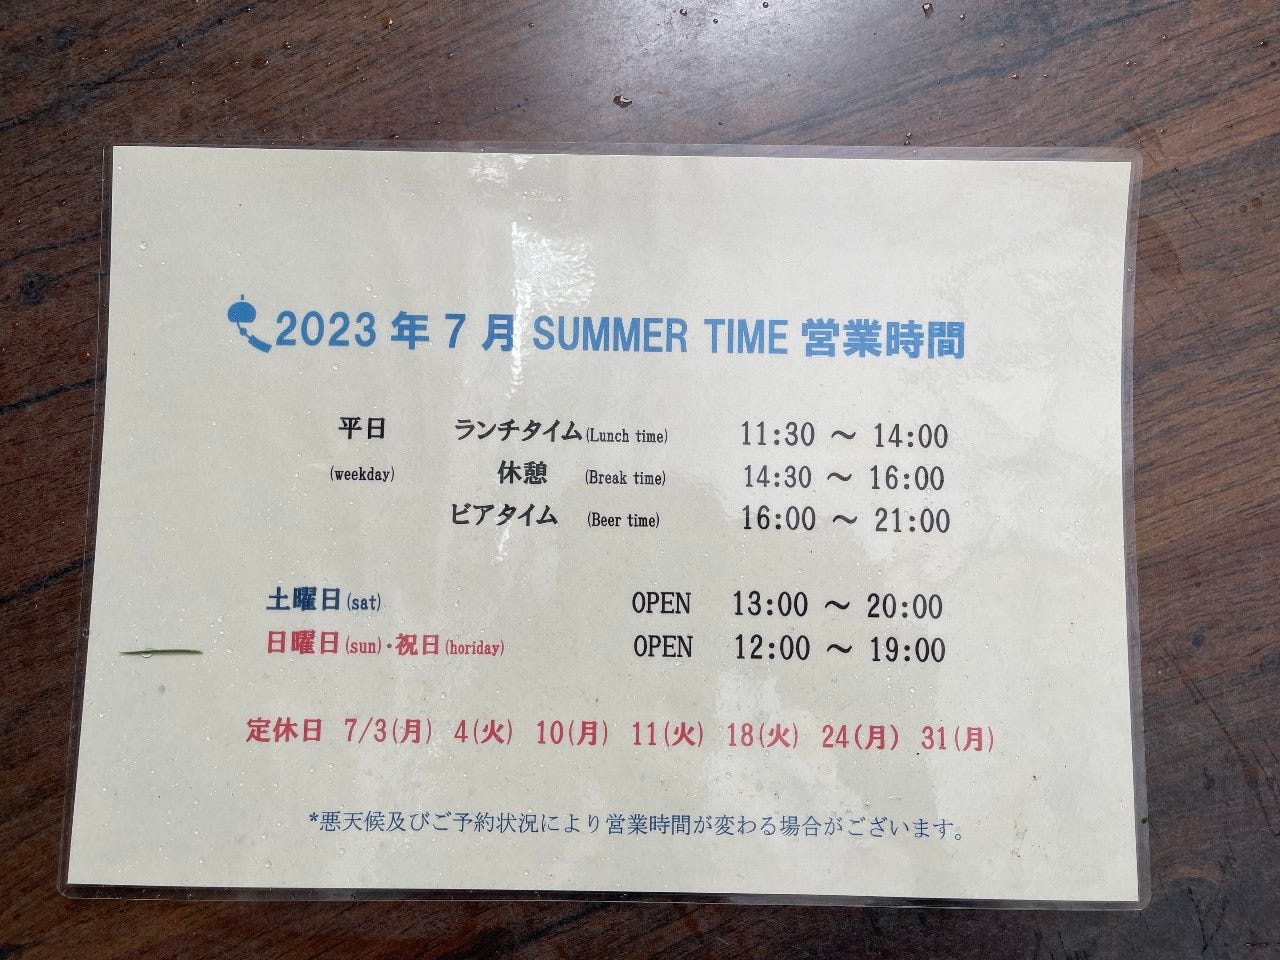 2023年7月 SUMMER TIME 営業時間
平日 ランチタイム(Lunch time) 11:30 ～ 14:00
(weekday) 休憩 (Break time) 14:30 ～ 16:00
ビアタイム (Beer time) 16:00 ～ 21:00
土曜日(sat) OPEN 13:00 ～ 20:00
日曜日(sun)・祝日(horiday) OPEN 12:00 ～ 19:00
定休日 7/3(月) 4(火) 10(月) 11(火) 18(火) 24(月) 31(月)
*悪天候及びご予約状況により営業時間が変わる場合がございます。